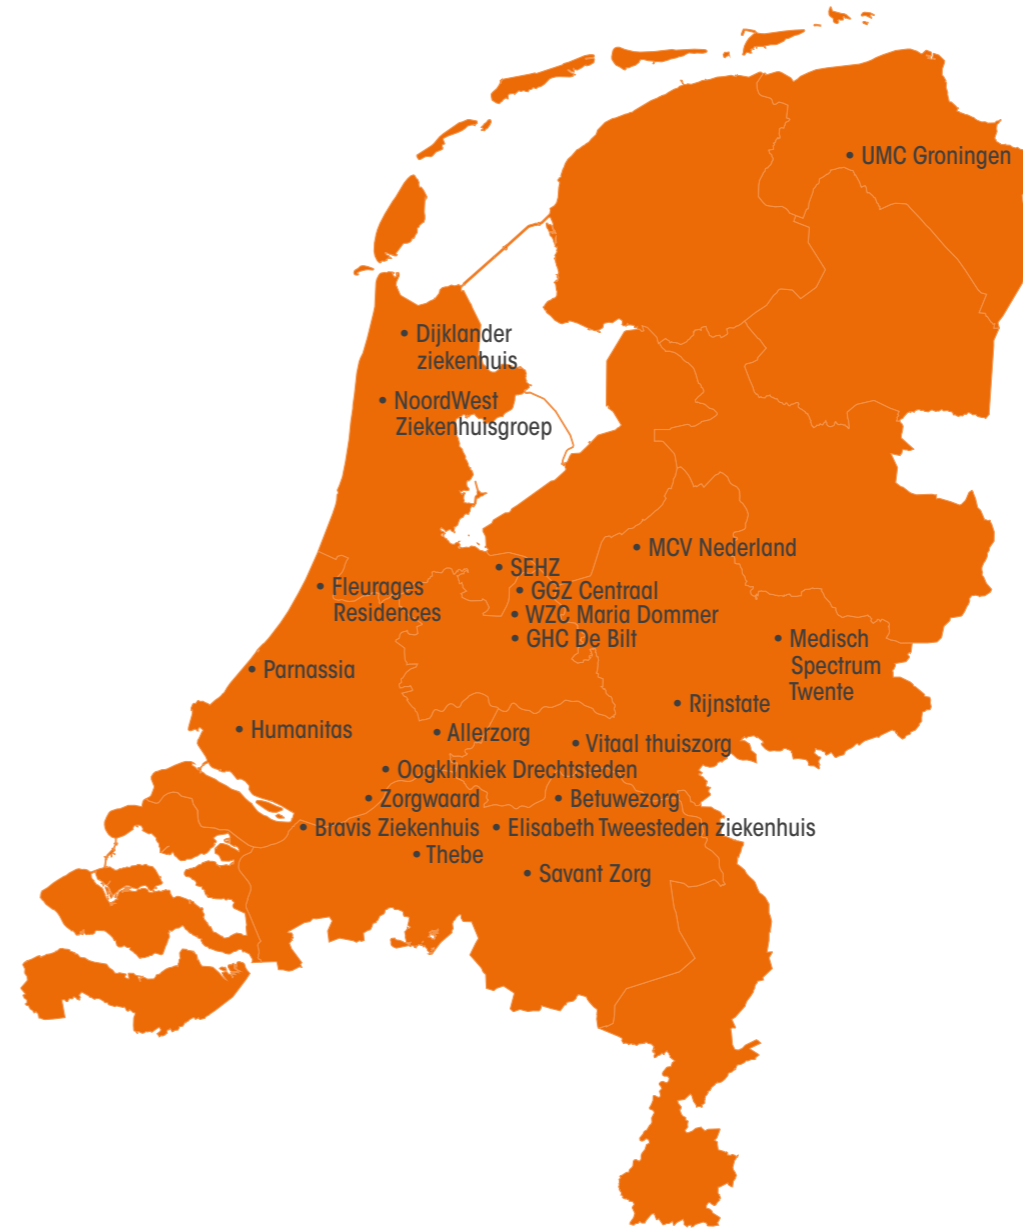 • UMC Groningen
• Dijklander
ziekenhuis
• NoordWest
Ziekenhuisgroep
• MCV Nederland
• SEHZ
• GGZ Centraal
• Fleurages
Residences
• WZC Maria Dommer
• GHC De Bilt
• Medisch
Spectrum
Twente
• Parnassia
• Rijnstate
• Humanitas
• Allerzorg
• Vitaal thuiszorg
• Oogklinkiek Drechtsteden
• Zorgwaard
• Betuwezorg
• Bravis Ziekenhuis
• Elisabeth Tweesteden ziekenhuis
• Thebe
• Savant Zorg